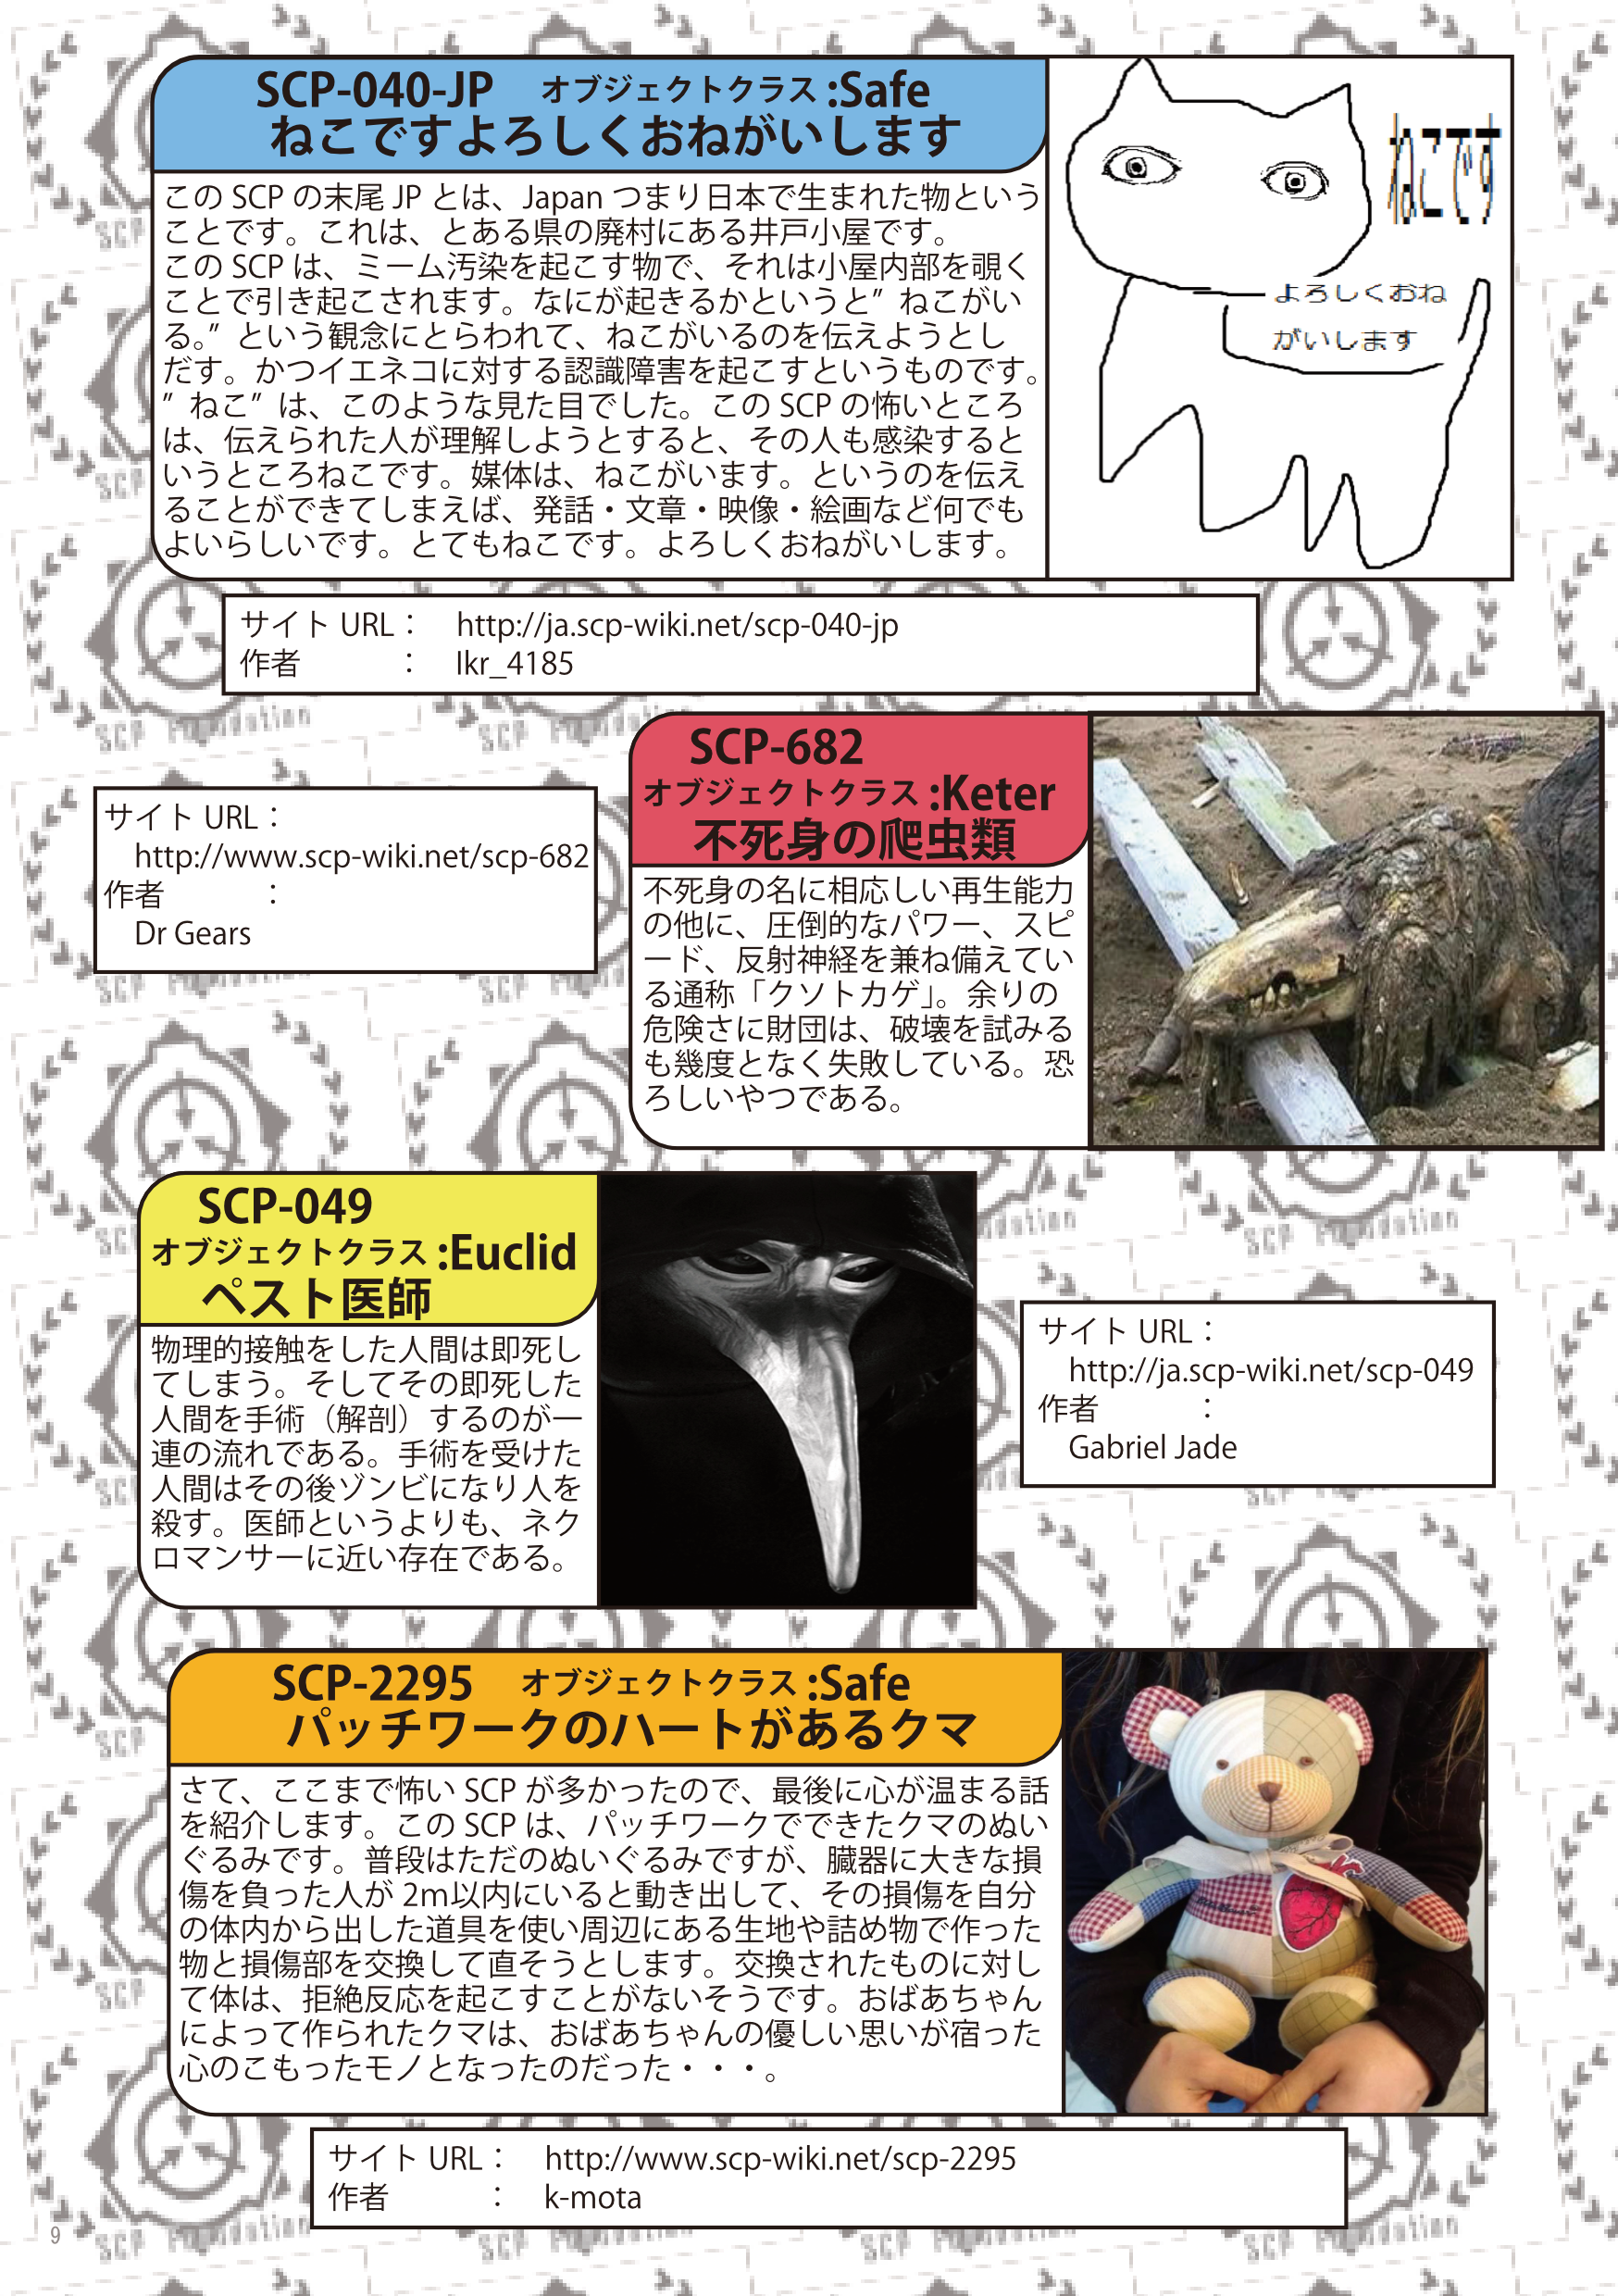 SCP-040-JP オブジェクトクラス :Safe
ねこですよろしくおねがいします
この SCP の末尾 JP とは、Japan つまり日本で生まれた物という
ことです。これは、とある県の廃村にある井戸小屋です。
この SCP は、ミーム汚染を起こす物で、それは小屋内部を覗く
ことで引き起こされます。なにが起きるかというと” ねこがい
る。” という観念にとらわれて、ねこがいるのを伝えようとし
だす。かつイエネコに対する認識障害を起こすというものです。
” ねこ” は、このような見た目でした。この SCP の怖いところ
は、伝えられた人が理解しようとすると、その人も感染すると
いうところねこです。媒体は、ねこがいます。というのを伝え
ることができてしまえば、発話・文章・映像・絵画など何でも
よいらしいです。とてもねこです。よろしくおねがいします。
ねこです
よろしくおね
がいします
サイト URL： http://ja.scp-wiki.net/scp-040-jp
作者 ： Ikr_4185
SCP-682
オブジェクトクラス :Keter
不死身の爬虫類
不死身の名に相応しい再生能力
の他に、圧倒的なパワー、スピ
ード、反射神経を兼ね備えてい
る通称「クソトカゲ」。余りの
危険さに財団は、破壊を試みる
も幾度となく失敗している。恐
ろしいやつである。
サイト URL：
http://www.scp-wiki.net/scp-682
作者 ：
Dr Gears
SCP-049
オブジェクトクラス :Euclid
ペスト医師
物理的接触をした人間は即死し
てしまう。そしてその即死した
人間を手術（解剖）するのが一
連の流れである。手術を受けた
人間はその後ゾンビになり人を
殺す。医師というよりも、ネク
ロマンサーに近い存在である。
サイト URL：
http://ja.scp-wiki.net/scp-049
作者 ：
Gabriel Jade
SCP-2295 オブジェクトクラス :Safe
パッチワークのハートがあるクマ
さて、ここまで怖い SCP が多かったので、最後に心が温まる話
を紹介します。この SCP は、パッチワークでできたクマのぬい
ぐるみです。普段はただのぬいぐるみですが、臓器に大きな損
傷を負った人が 2m以内にいると動き出して、その損傷を自分
の体内から出した道具を使い周辺にある生地や詰め物で作った
物と損傷部を交換して直そうとします。交換されたものに対し
て体は、拒絶反応を起こすことがないそうです。おばあちゃん
によって作られたクマは、おばあちゃんの優しい思いが宿った
心のこもったモノとなったのだった・・・。
サイト URL： http://www.scp-wiki.net/scp-2295
作者 ： k-mota
9
SCP Foundation